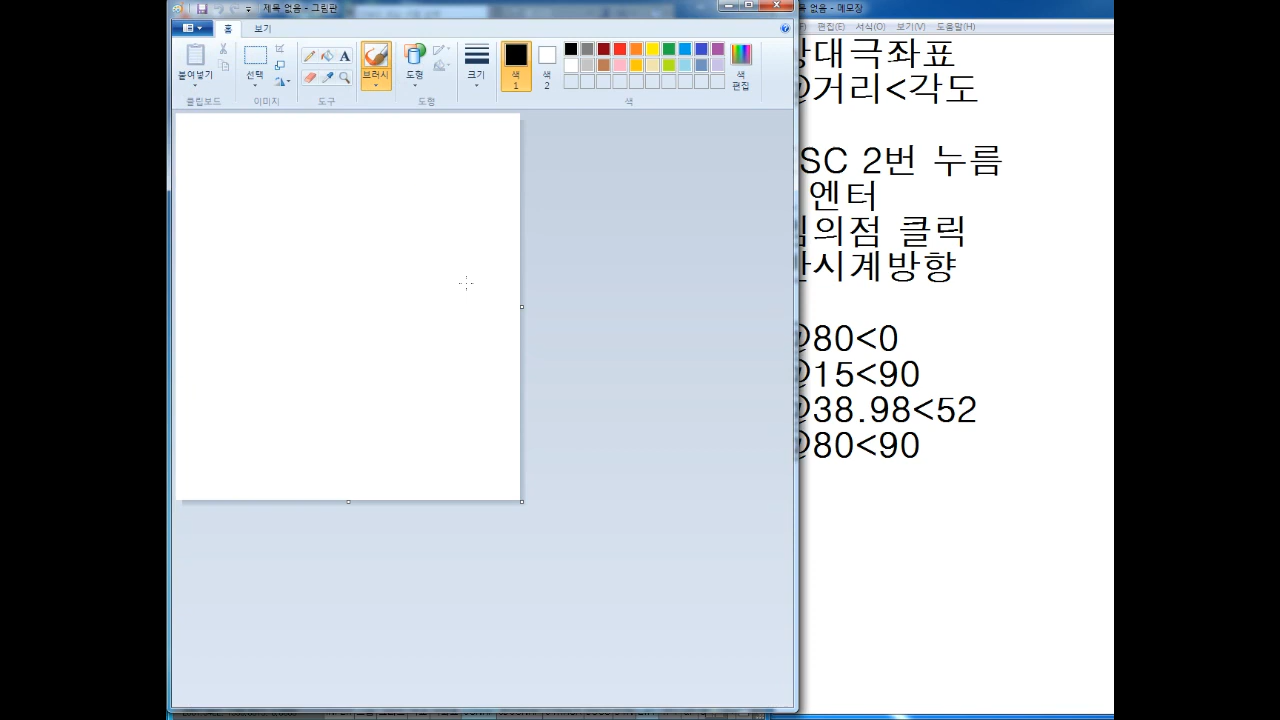 제목 없음 - 그림판
목 없음 - 메모장
홈
보기
편집(E) 서식(O) 보기(V) 도움말(H)
붙여넣기
선택
브러시
도형
크기
색
1
색
2
색
편집
클립보드
이미지
도구
도형
색
상대극좌표
@거리<각도
SC 2번 누름
엔터
임의점 클릭
반시계방향
@80<0
@15<90
@38.98<52
@80<90